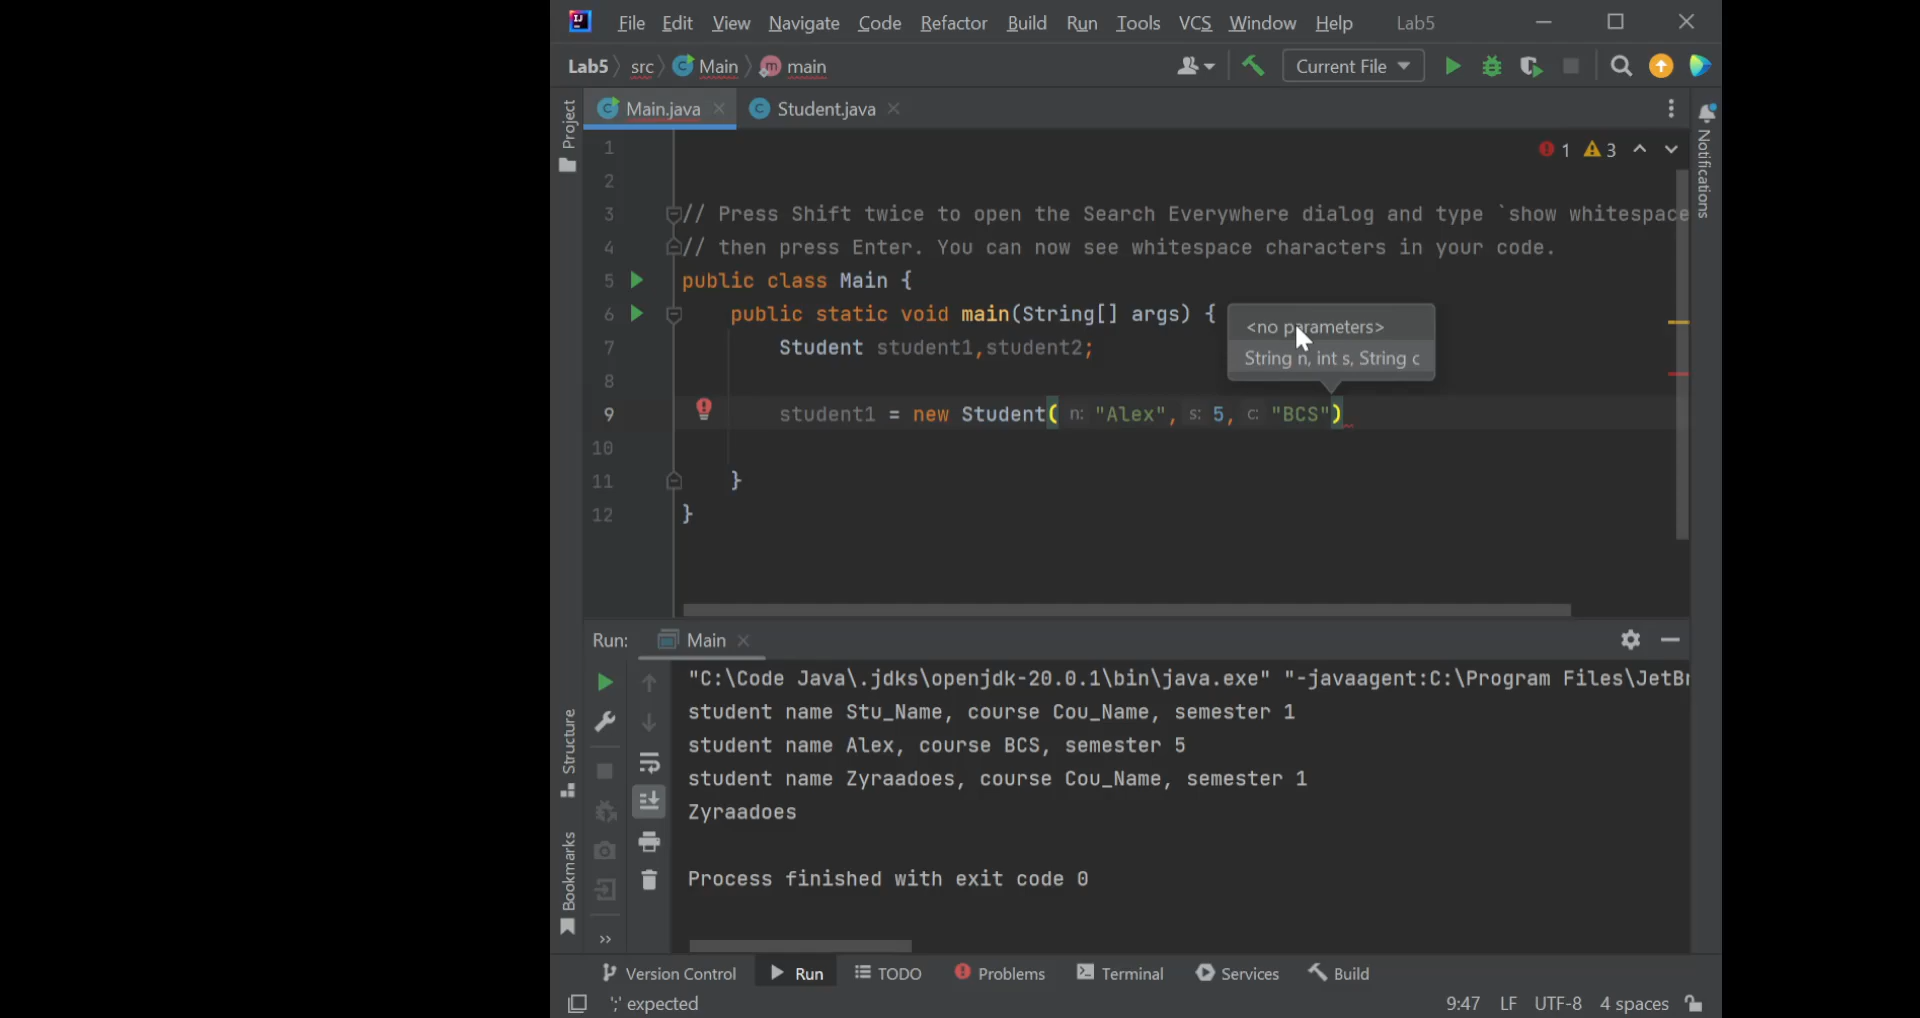 File Edit View Navigate Code Refactor Build Run Tools VCS Window Help Lab5
Lab5 src Main main Current File
Main.java Student.java
Project
Notifications
1 3
1
2
3 // Press Shift twice to open the Search Everywhere dialog and type `show whitespace
4 // then press Enter. You can now see whitespace characters in your code.
5 public class Main {
6 public static void main(String[] args) {
<no parameters>
String n, int s, String c
7 Student student1,student2;
8
9 student1 = new Student( n: "Alex", s: 5, c: "BCS")
10
11 }
12 }
Run: Main
"C:\Code Java\.jdks\openjdk-20.0.1\bin\java.exe" "-javaagent:C:\Program Files\JetBr
student name Stu_Name, course Cou_Name, semester 1
student name Alex, course BCS, semester 5
student name Zyraadoes, course Cou_Name, semester 1
Zyraadoes
Process finished with exit code 0
Structure
Bookmarks
Version Control Run TODO Problems Terminal Services Build
';' expected 9:47 LF UTF-8 4 spaces